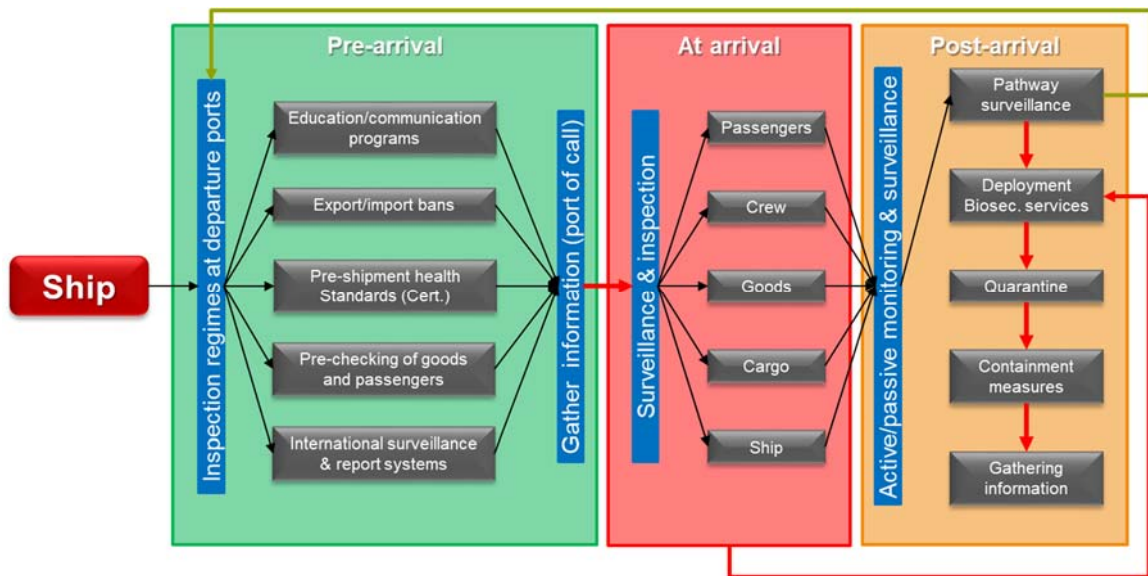 Pre-arrival
At arrival
Post-arrival
Ship
Inspection regimes at departure ports
Education/communication
programs
Export/import bans
Pre-shipment health
Standards (Cert.)
Pre-checking of goods
and passengers
International surveillance
& report systems
Gather information (port of call)
Surveillance & inspection
Passengers
Crew
Goods
Cargo
Ship
Active/passive monitoring & surveillance
Pathway
surveillance
Deployment
Biosec. services
Quarantine
Containment
measures
Gathering
information